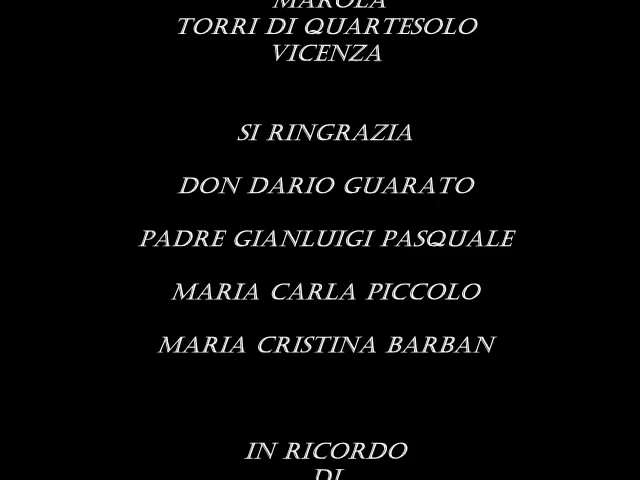 MAROLA
TORRI DI QUARTESOLO
VICENZA
SI RINGRAZIA
DON DARIO GUARATO
PADRE GIANLUIGI PASQUALE
MARIA CARLA PICCOLO
MARIA CRISTINA BARBAN
IN RICORDO
DI